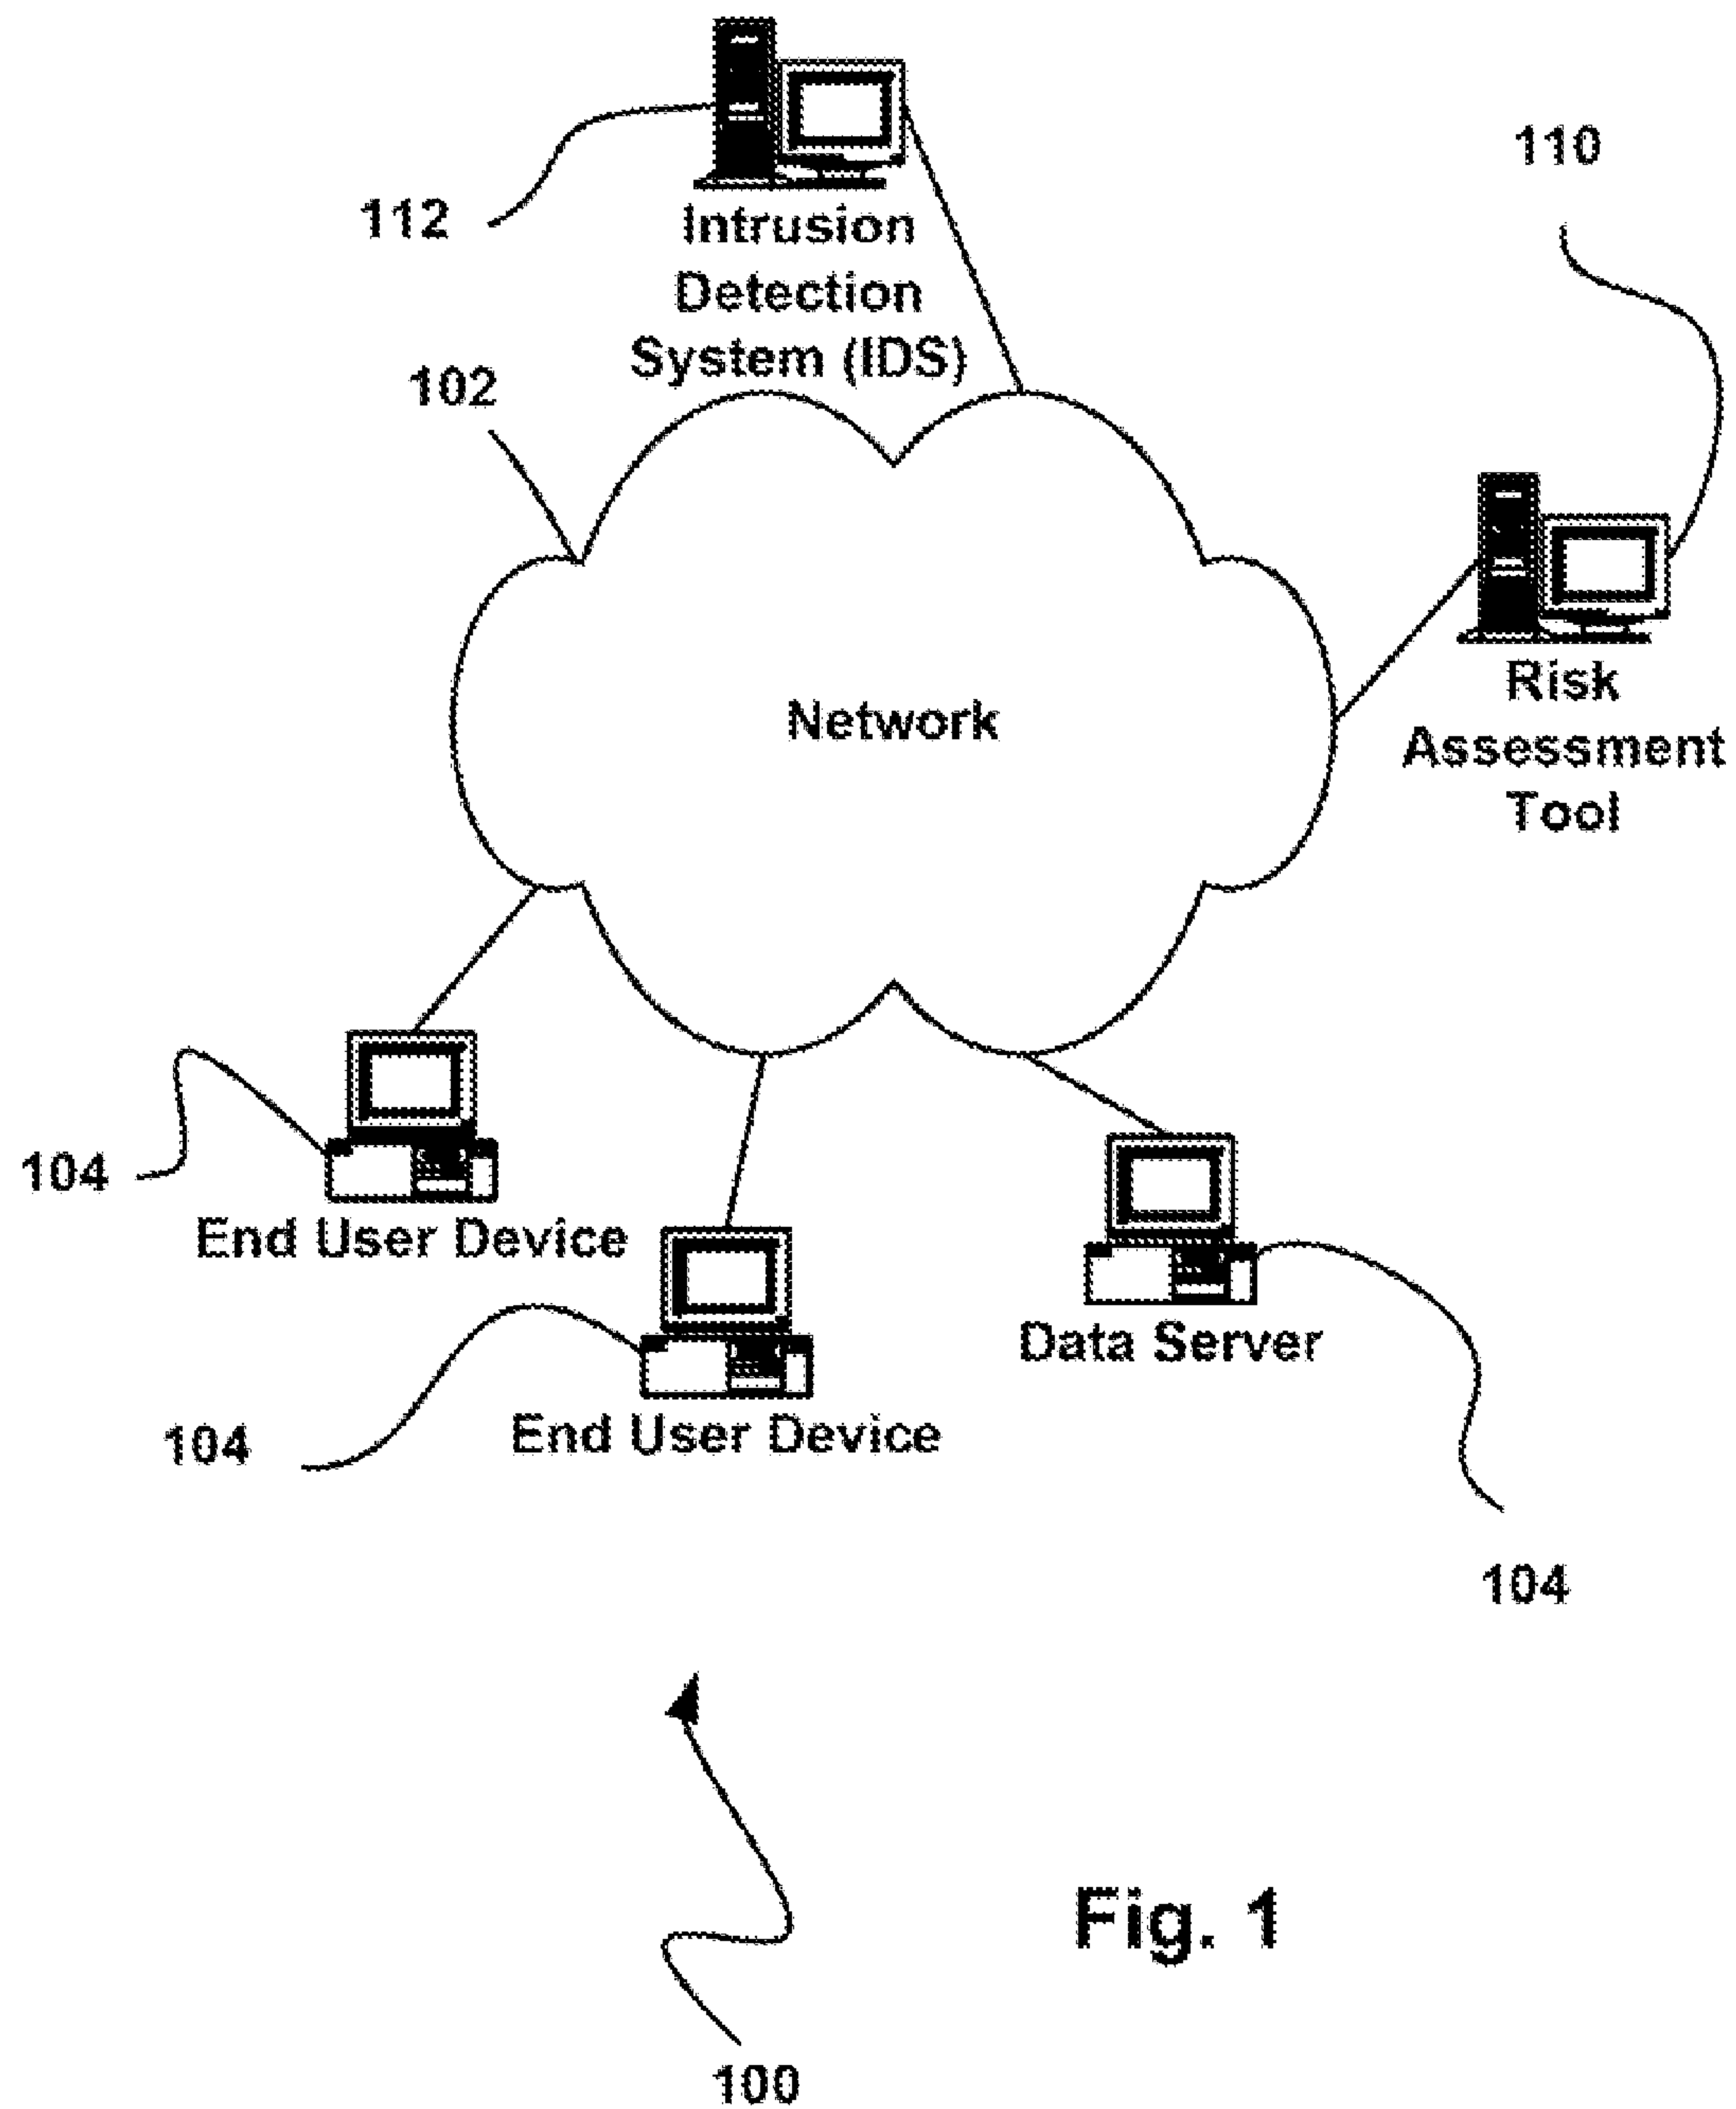 110
112
Intrusion
Detection
System (IDS)
102
Network
Risk
Assessment
Tool
104
End User Device
Data Server
104
End User Device
104
Fig. 1
100